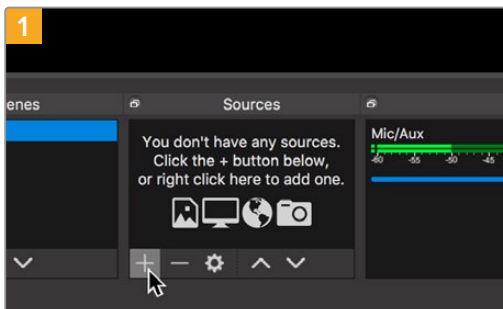 1
enes
Sources
You don't have any sources.
Click the + button below,
or right click here to add one.
Mic/Aux
-60 -55 -50 -45